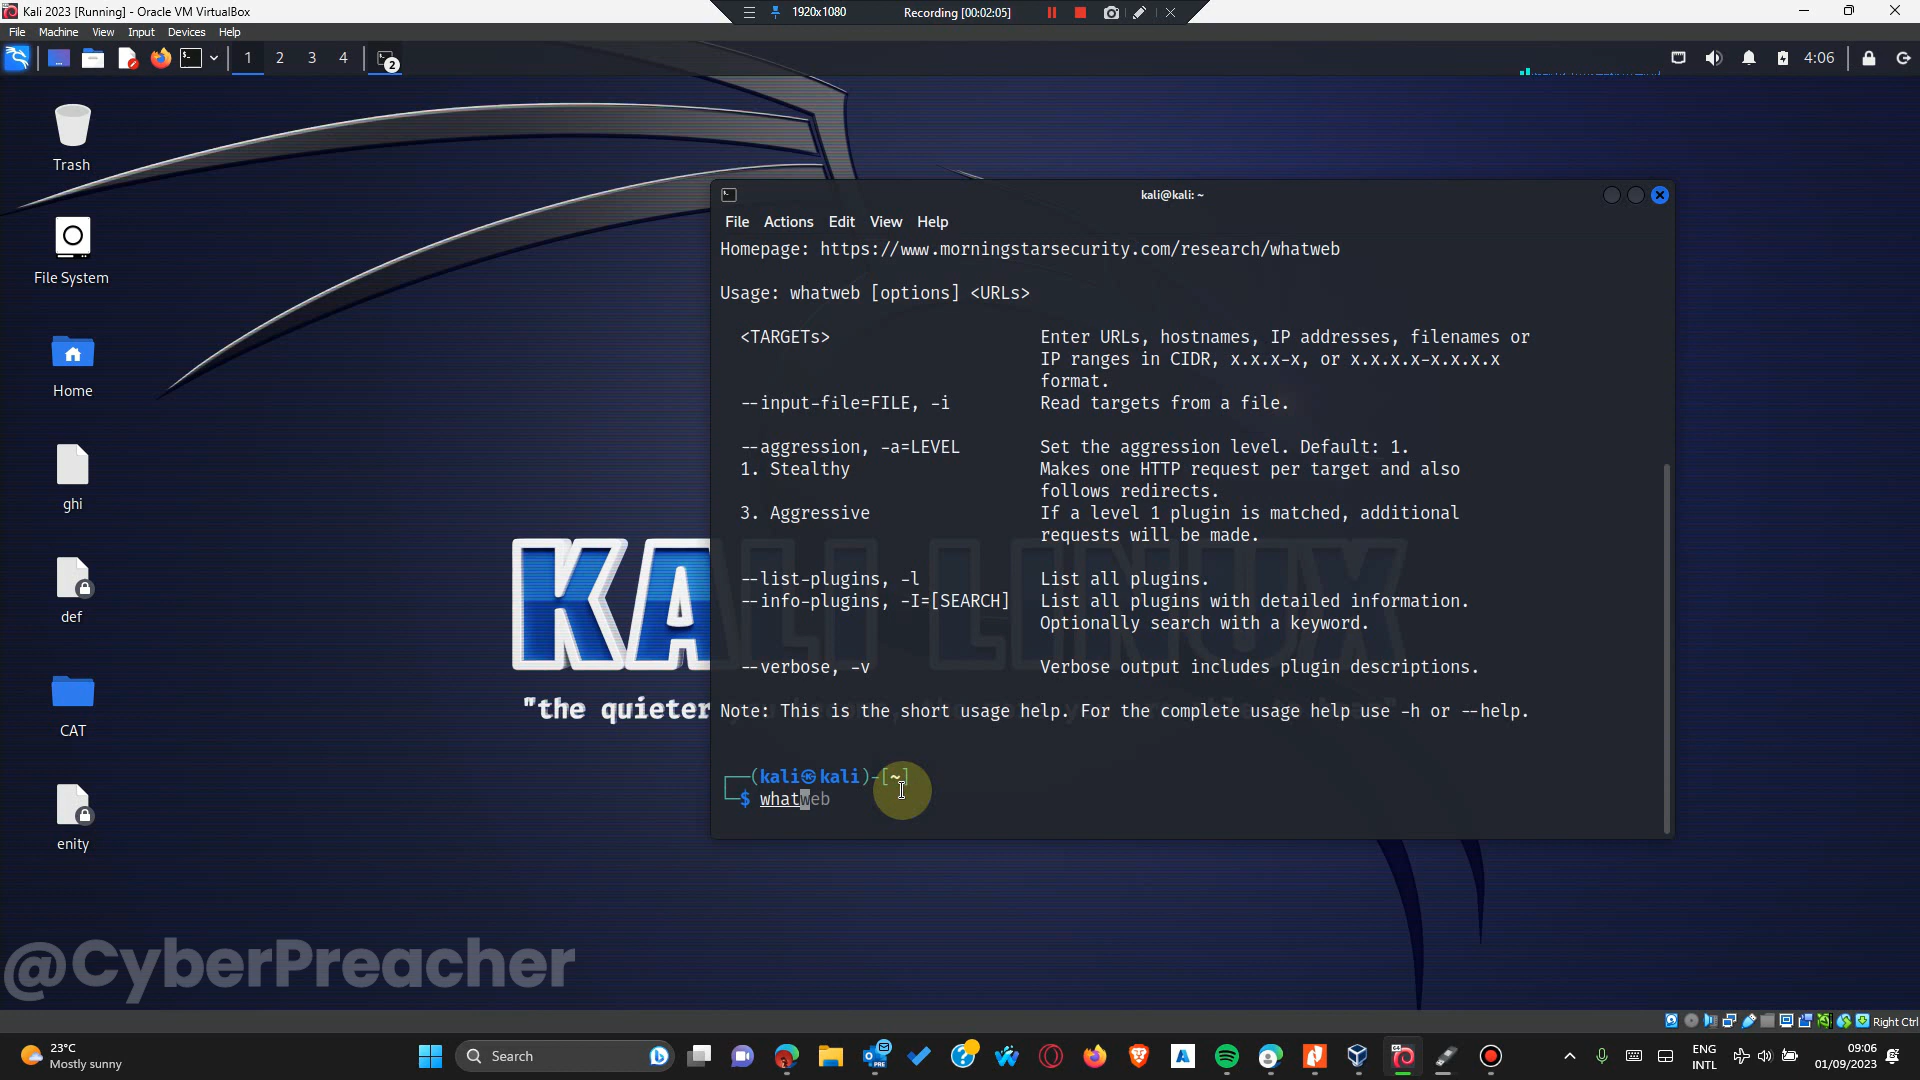 Kali 2023 [Running] - Oracle VM VirtualBox
1920x1080
Recording [00:02:05]
File Machine View Input Devices Help
1 2 3 4
2
4:06
Trash
File System
Home
ghi
def
CAT
enity
kali@kali: ~
File Actions Edit View Help
Homepage: https://www.morningstarsecurity.com/research/whatweb
Usage: whatweb [options] <URLs>
<TARGETs> Enter URLs, hostnames, IP addresses, filenames or
IP ranges in CIDR, x.x.x-x, or x.x.x.x-x.x.x.x
format.
--input-file=FILE, -i Read targets from a file.
--aggression, -a=LEVEL Set the aggression level. Default: 1.
1. Stealthy Makes one HTTP request per target and also
follows redirects.
3. Aggressive If a level 1 plugin is matched, additional
requests will be made.
--list-plugins, -l List all plugins.
--info-plugins, -I=[SEARCH] List all plugins with detailed information.
Optionally search with a keyword.
--verbose, -v Verbose output includes plugin descriptions.
Note: This is the short usage help. For the complete usage help use -h or --help.
┌──(kali㉿kali)-[~]
└─$ whatweb
KALI LINUX
"the quieter
@CyberPreacher
Right Ctrl
23°C
Mostly sunny
Search
PRE
64
ENG
INTL
09:06
01/09/2023